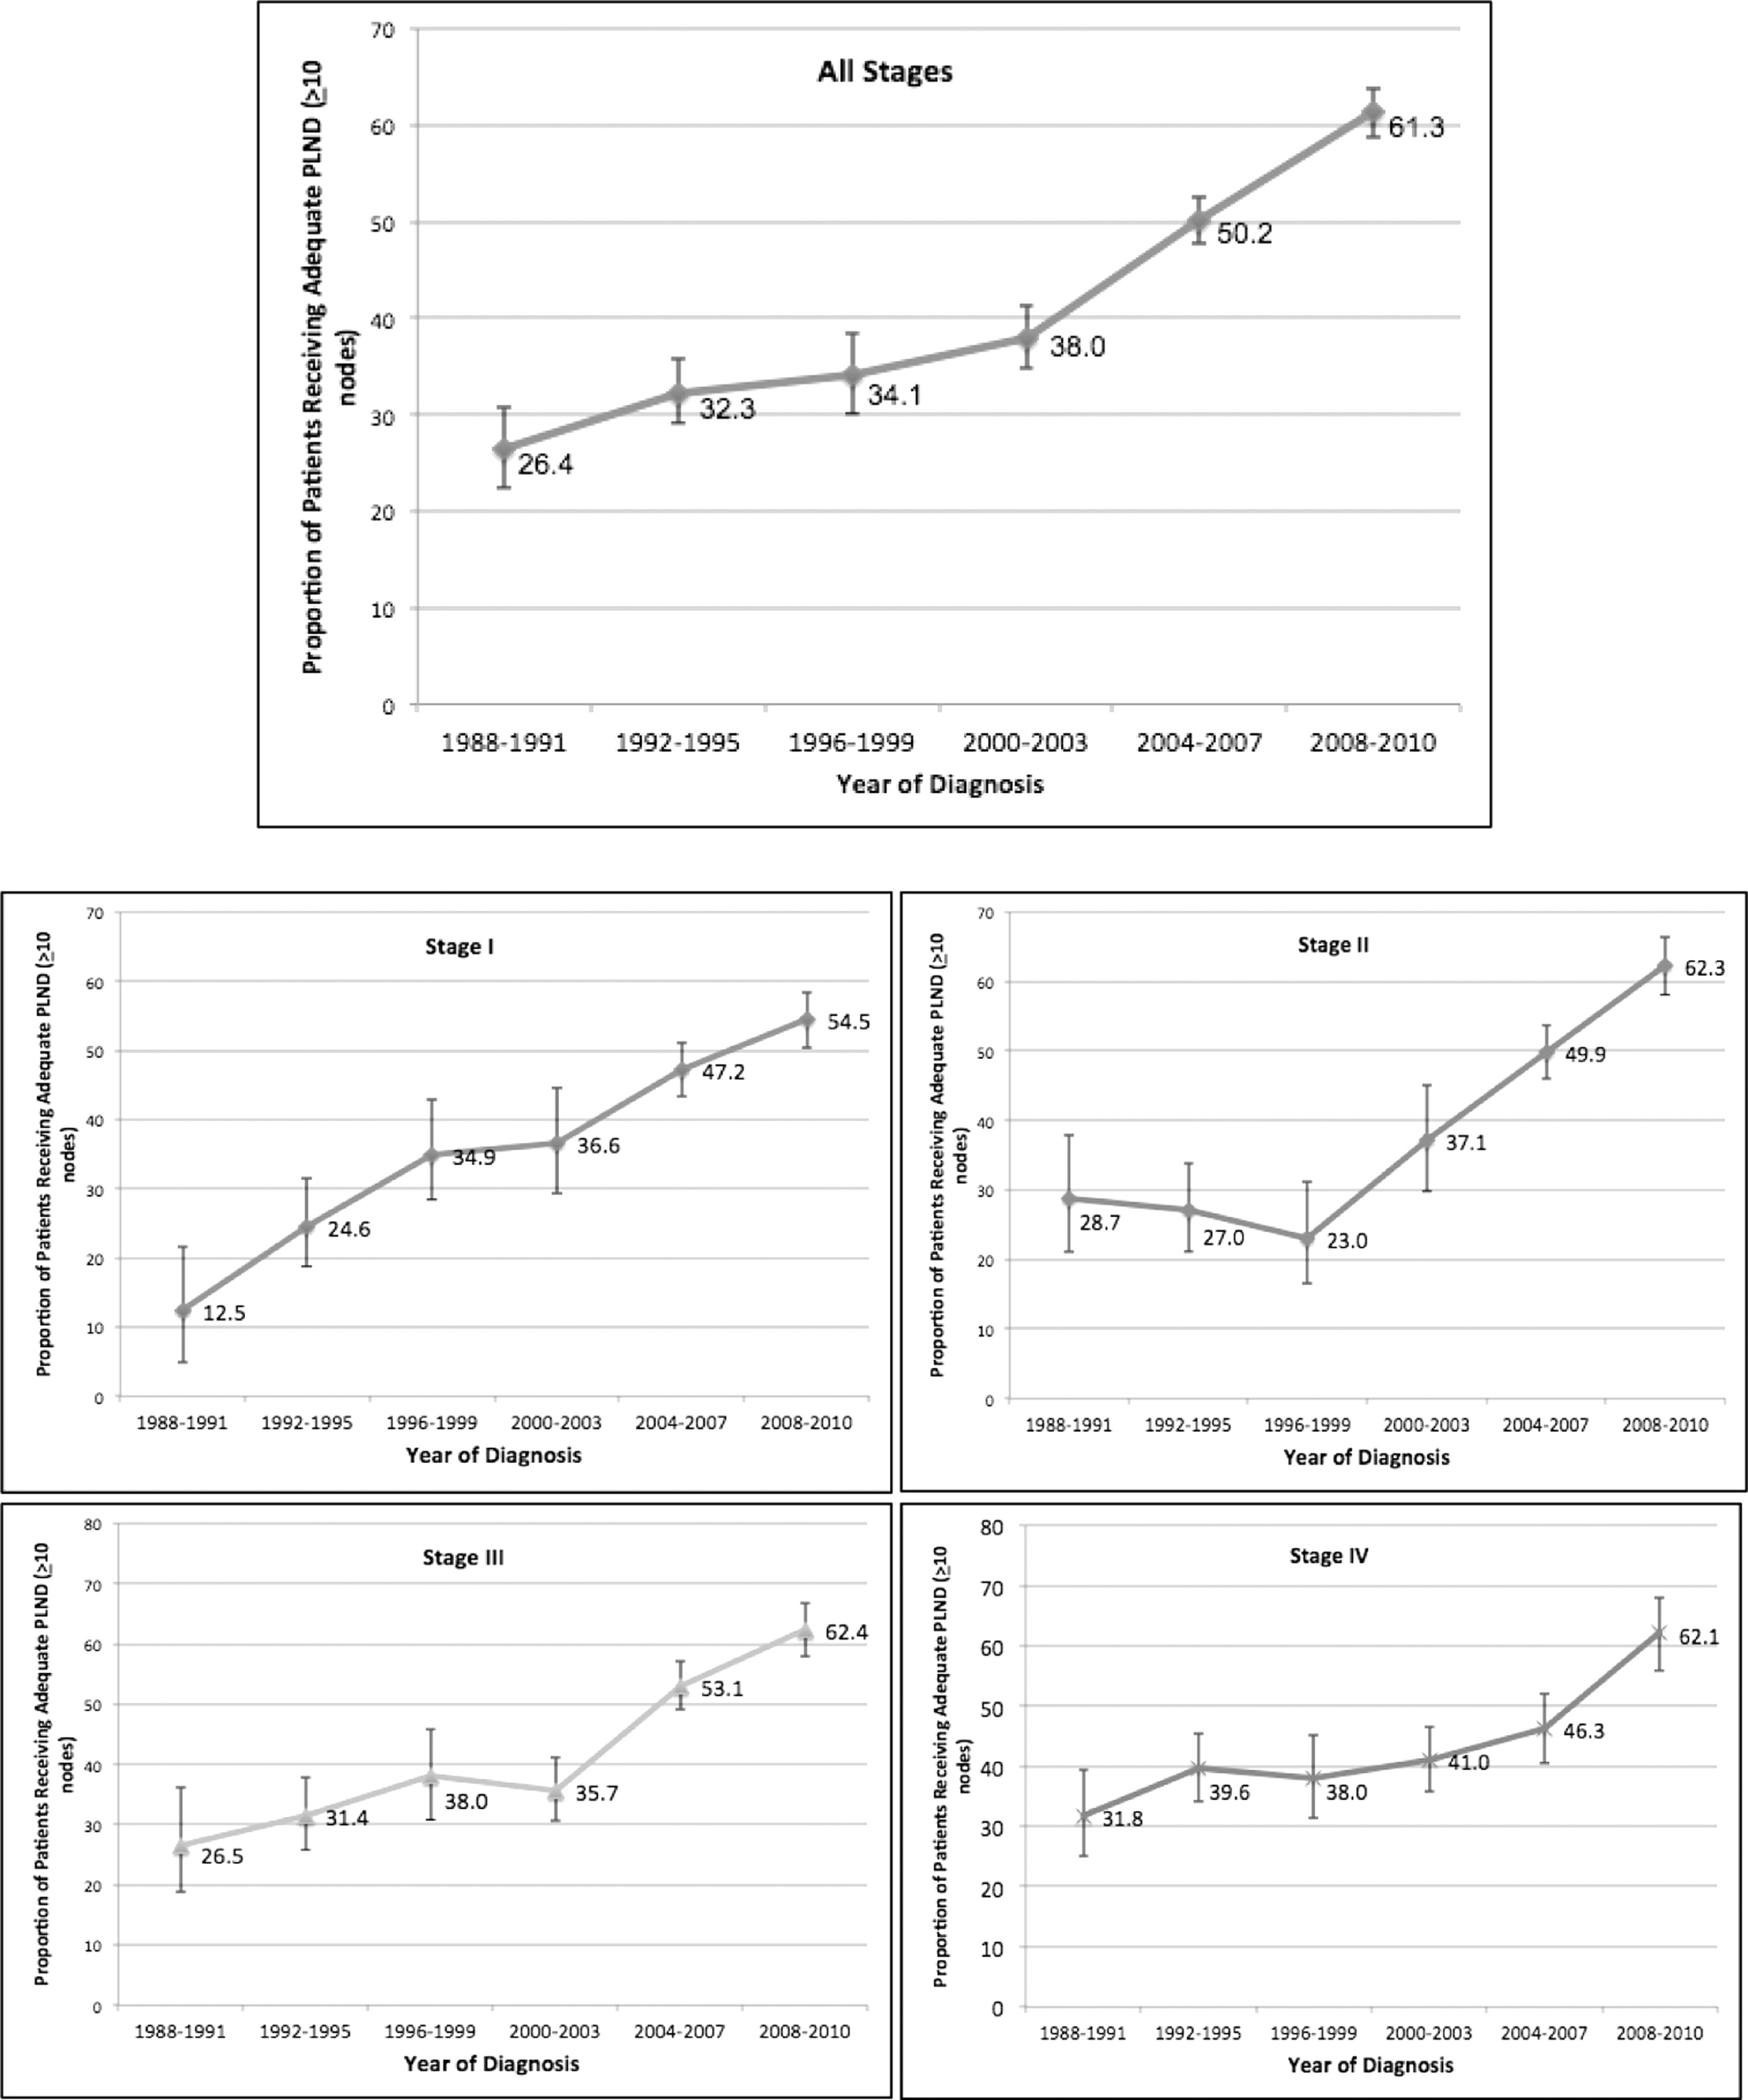 All Stages
Proportion of Patients Receiving Adequate PLND (≥10
nodes)
70
60
50
40
30
20
10
0
26.4
32.3
34.1
38.0
50.2
61.3
1988-1991 1992-1995 1996-1999 2000-2003 2004-2007 2008-2010
Year of Diagnosis
Stage I
Proportion of Patients Receiving Adequate PLND (≥10
nodes)
70
60
50
40
30
20
10
0
12.5
24.6
34.9
36.6
47.2
54.5
1988-1991 1992-1995 1996-1999 2000-2003 2004-2007 2008-2010
Year of Diagnosis
Stage II
Proportion of Patients Receiving Adequate PLND (≥10
nodes)
70
60
50
40
30
20
10
0
28.7
27.0
23.0
37.1
49.9
62.3
1988-1991 1992-1995 1996-1999 2000-2003 2004-2007 2008-2010
Year of Diagnosis
Stage III
Proportion of Patients Receiving Adequate PLND (≥10
nodes)
80
70
60
50
40
30
20
10
0
26.5
31.4
38.0
35.7
53.1
62.4
1988-1991 1992-1995 1996-1999 2000-2003 2004-2007 2008-2010
Year of Diagnosis
Stage IV
Proportion of Patients Receiving Adequate PLND (≥10
nodes)
80
70
60
50
40
30
20
10
0
31.8
39.6
38.0
41.0
46.3
62.1
1988-1991 1992-1995 1996-1999 2000-2003 2004-2007 2008-2010
Year of Diagnosis